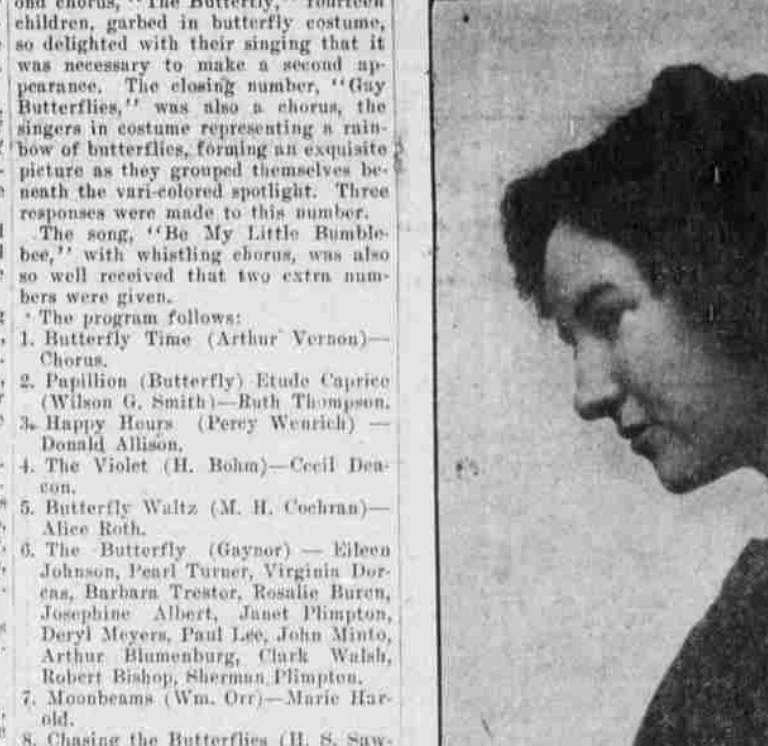 ond chorus, "The Butterfly," fourteen
children, garbed in butterfly costume,
so delighted with their singing that it
was necessary to make a second ap-
pearance. The closing number, "Gay
Butterflies," was also a chorus, the
singers in costume representing a rain-
bow of butterflies, forming an exquisite
picture as they grouped themselves be-
neath the vari-colored spotlight. Three
responses were made to this number.
The song, "Be My Little Bumble-
bee," with whistling chorus, was also
so well received that two extra num-
bers were given.
The program follows:
1. Butterfly Time (Arthur Vernon)—
Chorus.
2. Papillion (Butterfly) Etude Caprice
(Wilson G. Smith)—Ruth Thompson.
3. Happy Hours (Percy Wenrich) —
Donald Allison.
4. The Violet (H. Bohm)—Cecil Dea-
con.
5. Butterfly Waltz (M. H. Cochran)—
Alice Roth.
6. The Butterfly (Gaynor) — Eileen
Johnson, Pearl Turner, Virginia Dor-
cas, Barbara Trestor, Rosalie Buren,
Josephine Albert, Janet Plimpton,
Deryl Meyers, Paul Lee, John Minto,
Arthur Blumenburg, Clark Walsh,
Robert Bishop, Sherman Plimpton.
7. Moonbeams (Wm. Orr)—Marie Har-
old.
8. Chasing the Butterflies (H. S. Saw-